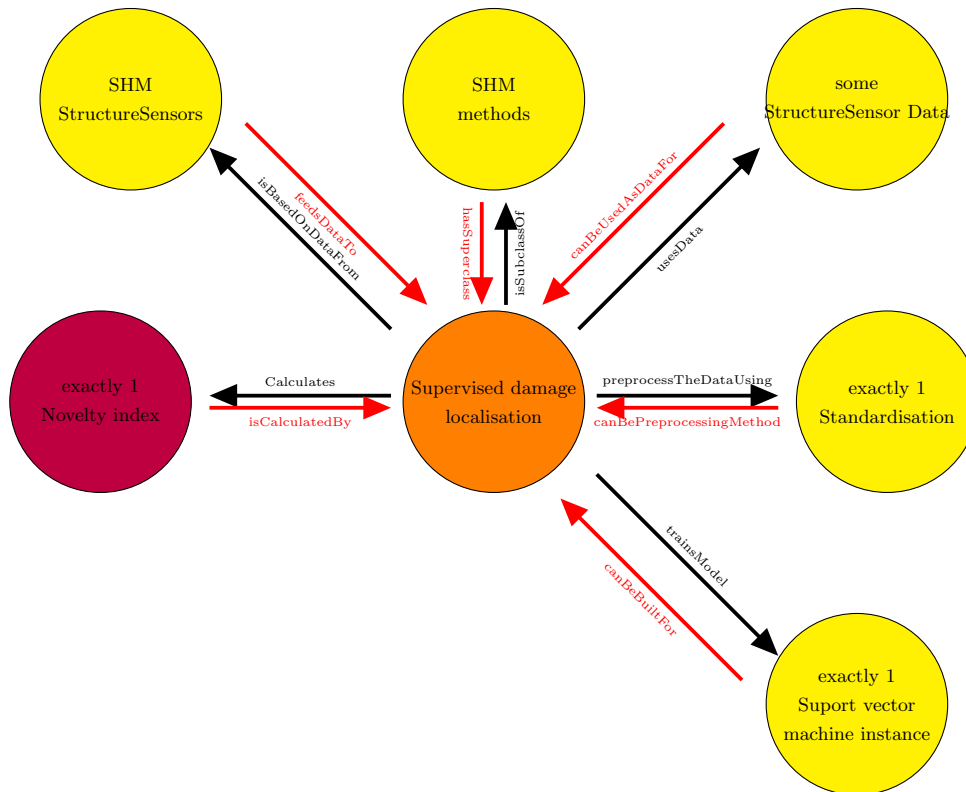 SHM
StructureSensors
SHM
methods
some
StructureSensor Data
feedsDataTo
isBasedOnDataFrom
hasSuperclass
isSubclassOf
canBeUsedAsDataFor
usesData
exactly 1
Novelty index
Calculates
isCalculatedBy
Supervised damage
localisation
preprocessTheDataUsing
canBePreprocessingMethod
exactly 1
Standardisation
trainsModel
canBeBuiltFor
exactly 1
Suport vector
machine instance